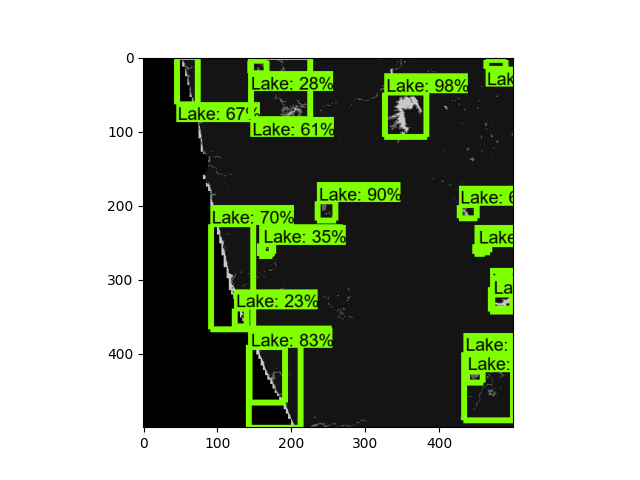 0
Lake: 28%
Lake: 98%
Lak
Lake: 67%
Lake: 61%
100
Lake: 90%
Lake: 6
200
Lake: 70%
Lake: 35%
Lake
300
La
Lake: 23%
Lake: 83%
Lake:
Lake:
400
0
100
200
300
400